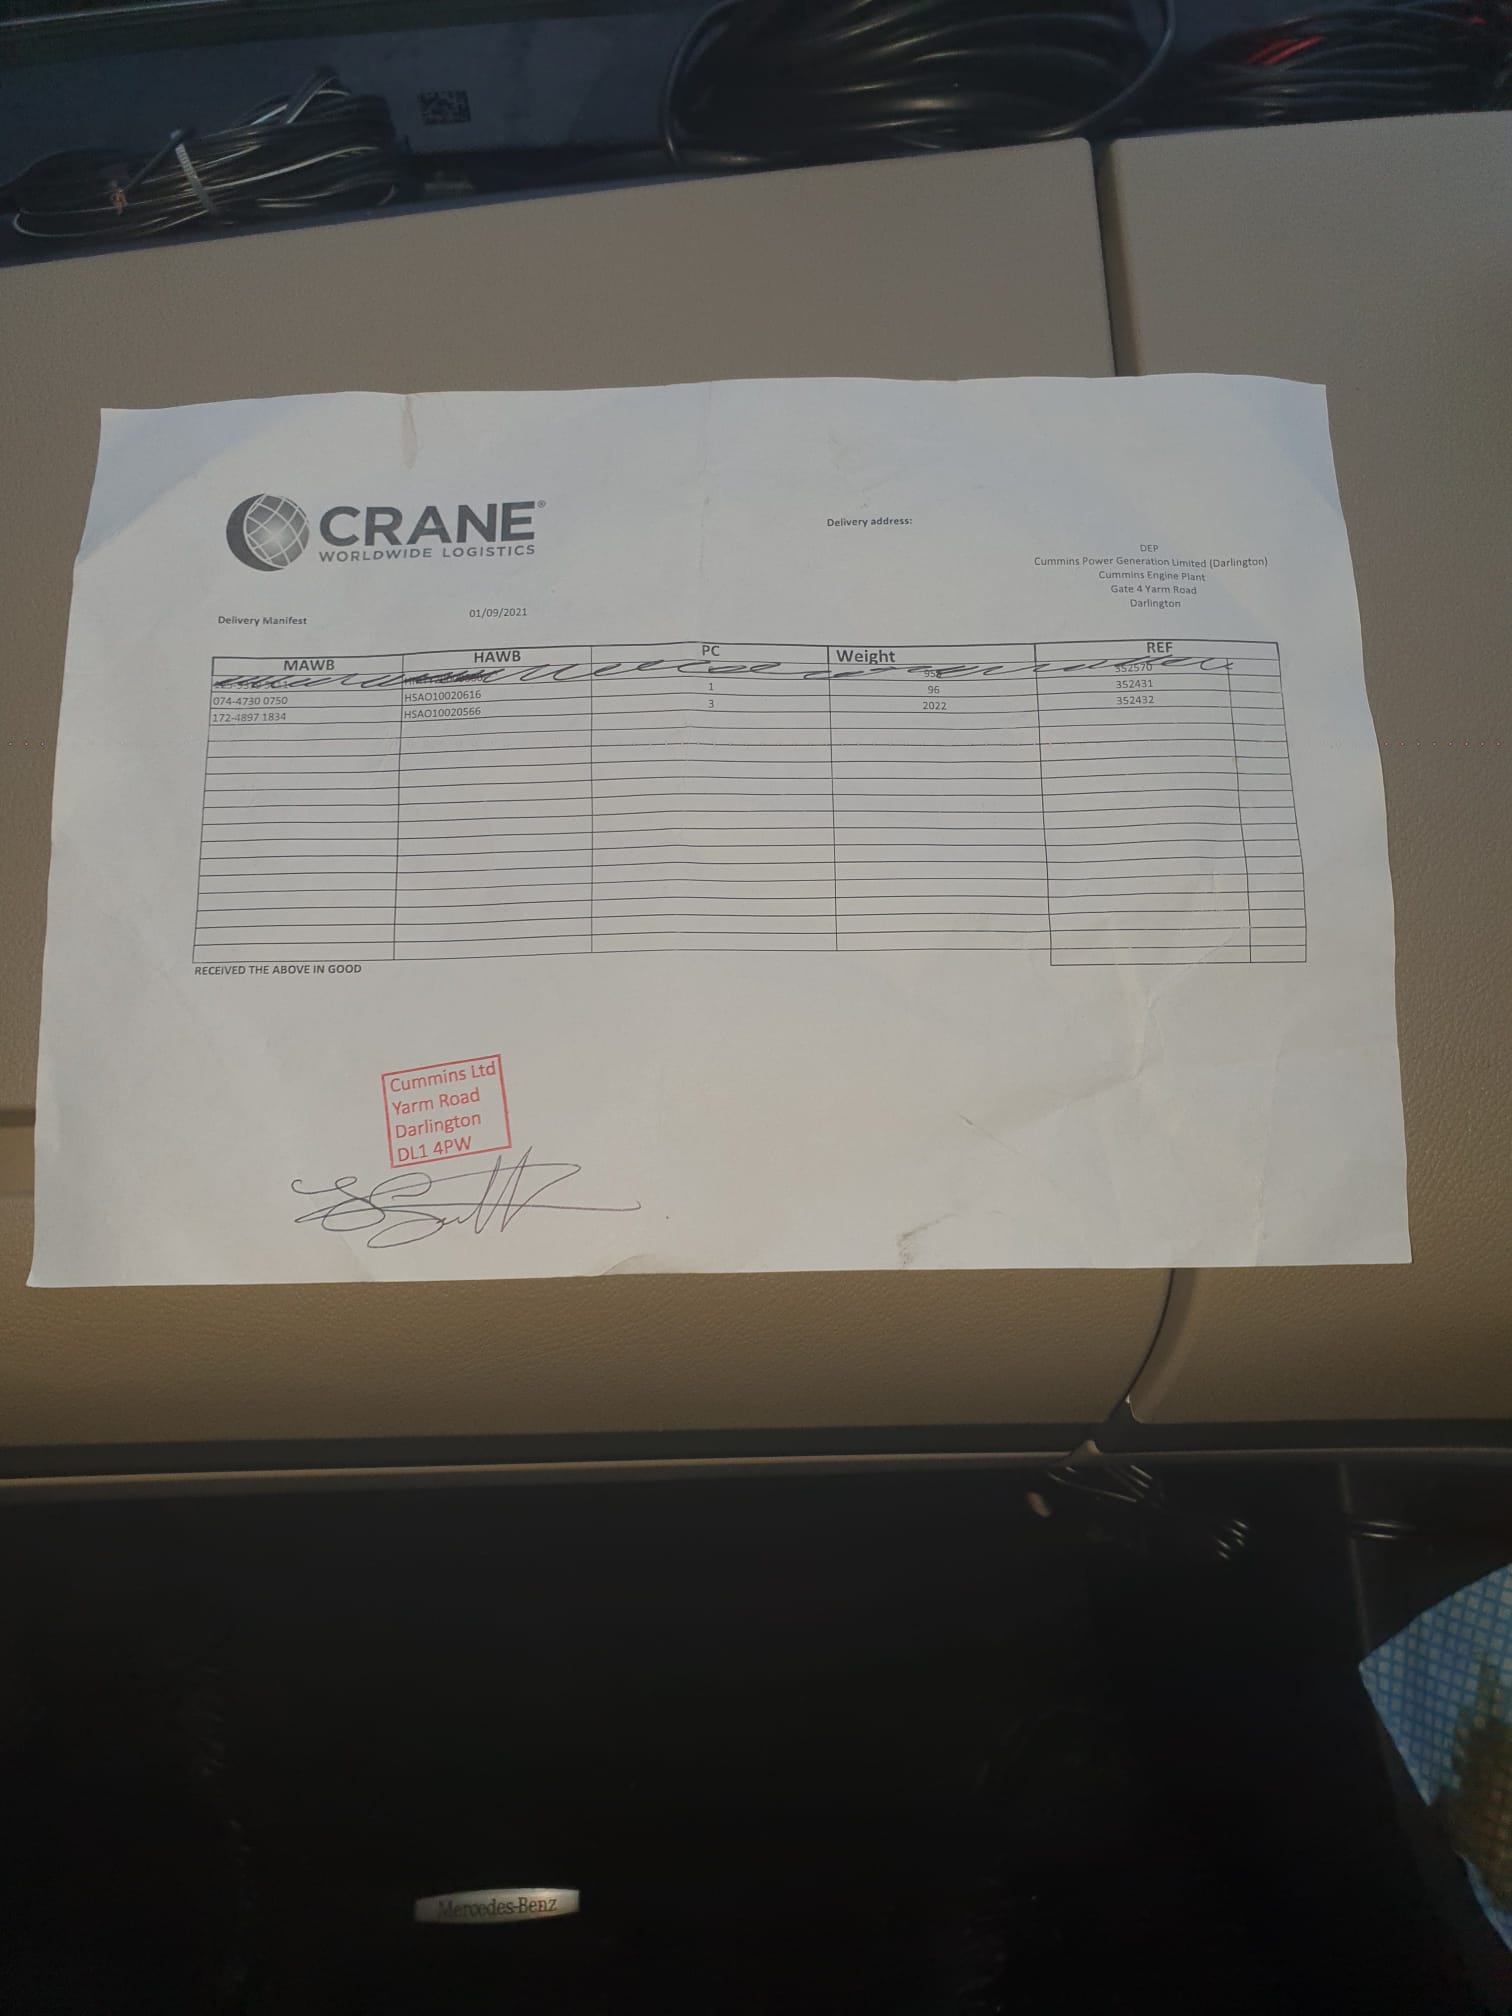 CRANE®
WORLDWIDE LOGISTICS
Delivery address:
DEP
Cummins Power Generation Limited (Darlington)
Cummins Engine Plant
Gate 4 Yarm Road
Darlington
Delivery Manifest 01/09/2021
MAWB HAWB PC Weight REF
958 352570
074-4730 0750 HSAO10020616 1 96 352431
172-4897 1834 HSAO10020566 3 2022 352432
RECEIVED THE ABOVE IN GOOD
Cummins Ltd
Yarm Road
Darlington
DL1 4PW
Mercedes-Benz